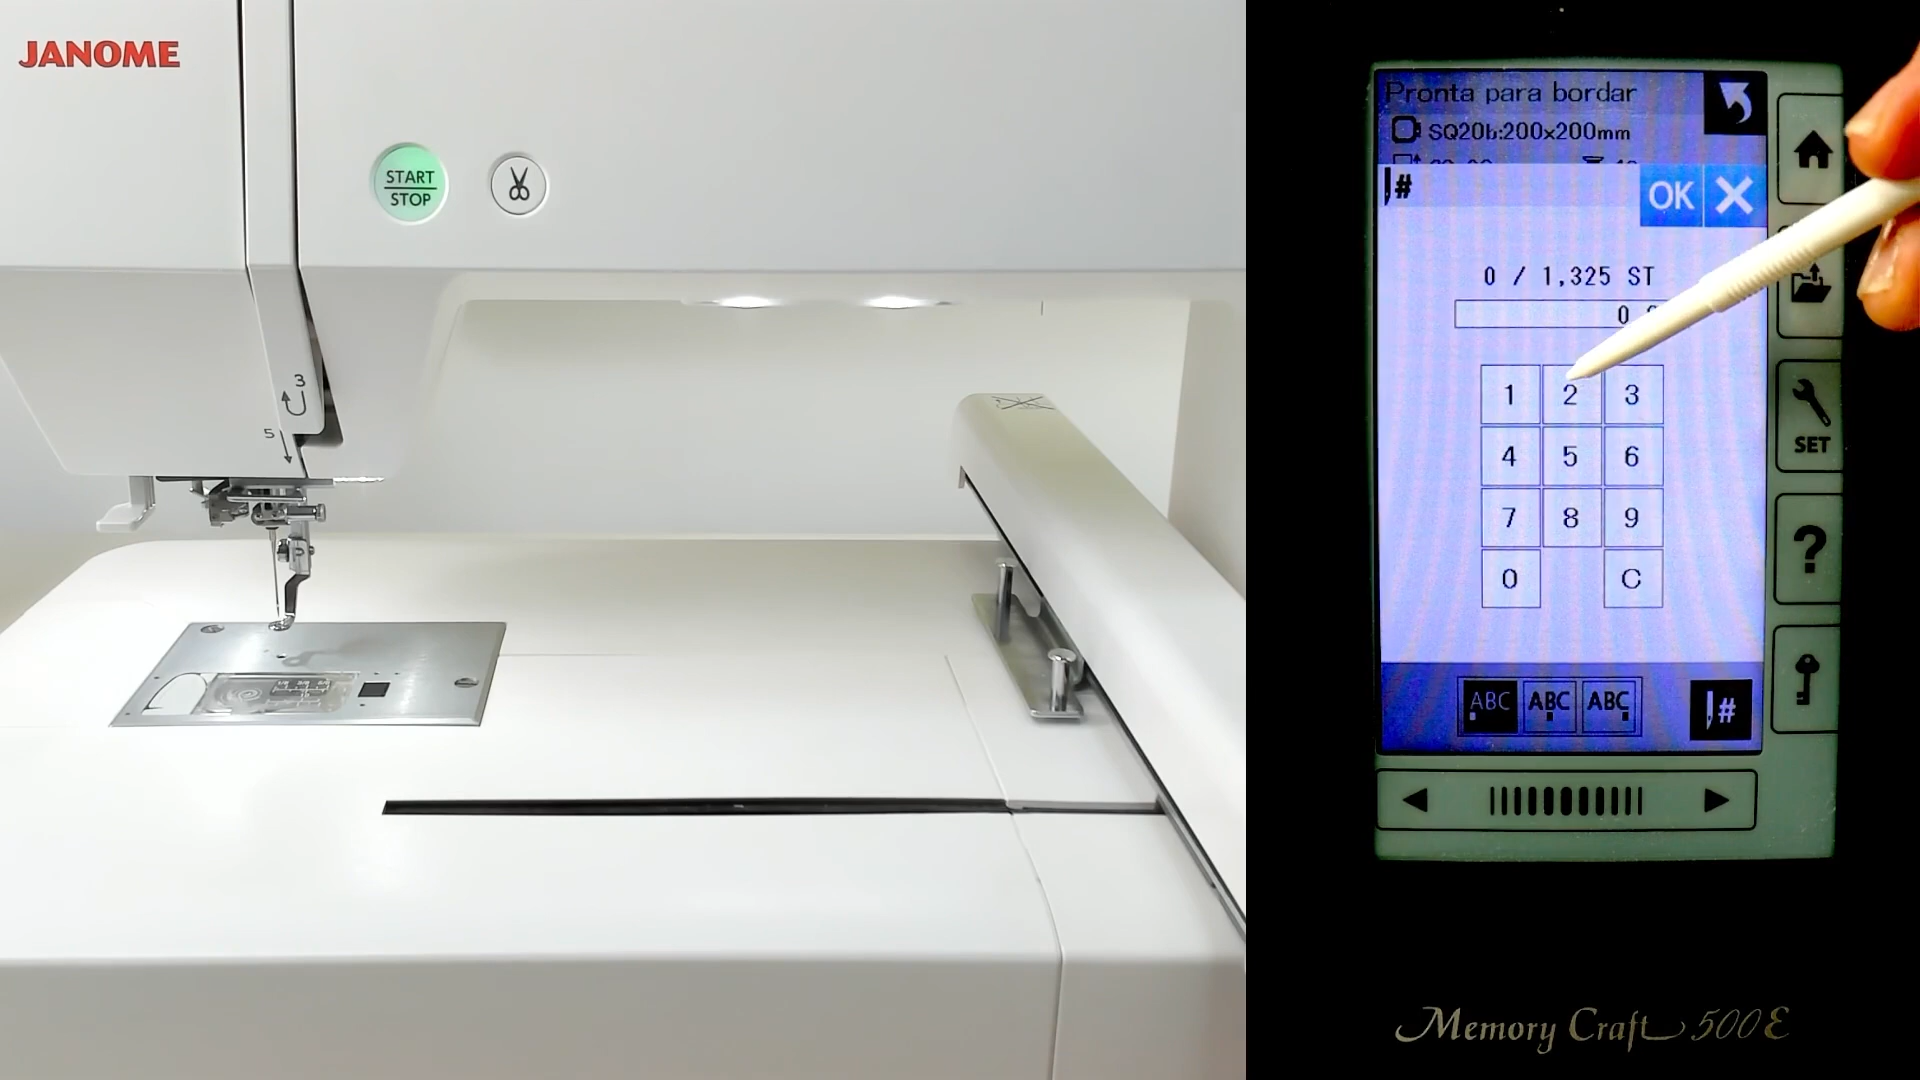 JANOME
START
STOP
3
5
Pronta para bordar
SQ20b:200x200mm
#
OK
0 / 1,325 ST
0
1 2 3
4 5 6
7 8 9
0 C
ABC ABC ABC #
SET
?
Memory Craft 500E